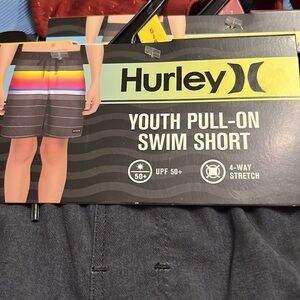 Hurley
YOUTH PULL-ON
SWIM SHORT
50+
UPF 50+
4-WAY
STRETCH